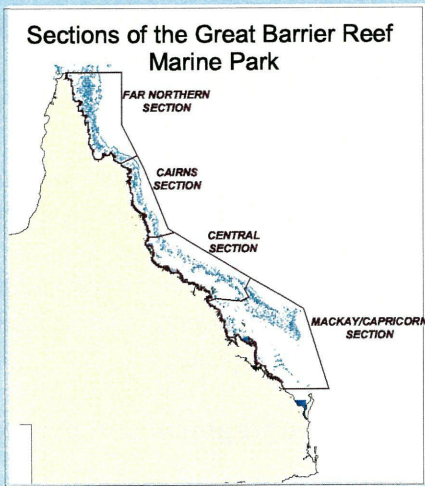 Sections of the Great Barrier Reef
Marine Park
FAR NORTHERN
SECTION
CAIRNS
SECTION
CENTRAL
SECTION
MACKAY/CAPRICORN
SECTION